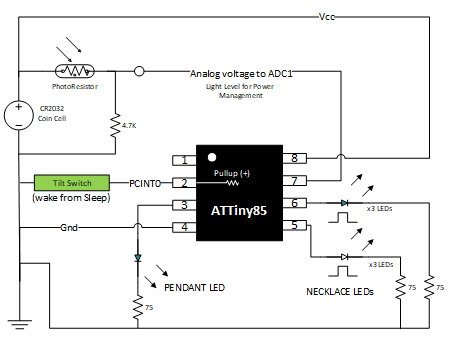 Vcc
Analog voltage to ADC1
Light Level for Power
Management
PhotoResistor
+
CR2032
Coin Cell
-
4.7K
1
8
Pullup (+)
Tilt Switch
PCINT0
2
7
(wake from Sleep)
3
ATTiny85
6
x3 LEDs
Gnd
4
5
x3 LEDs
PENDANT LED
NECKLACE LEDs
75
75
75